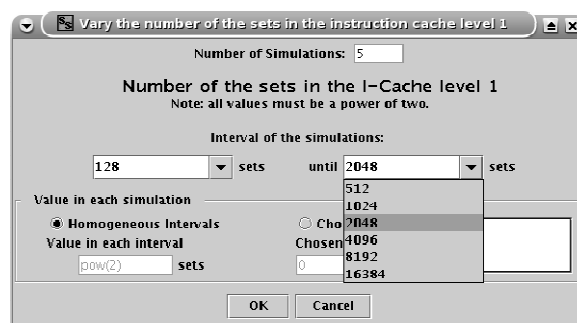 Vary the number of the sets in the instruction cache level 1
Number of Simulations: 5
Number of the sets in the I-Cache level 1
Note: all values must be a power of two.
Interval of the simulations:
128 sets until 2048 sets
512
1024
2048
4096
8192
16384
Value in each simulation
Homogeneous Intervals Cho
Value in each interval Chosen
pow(2) sets 0
OK Cancel